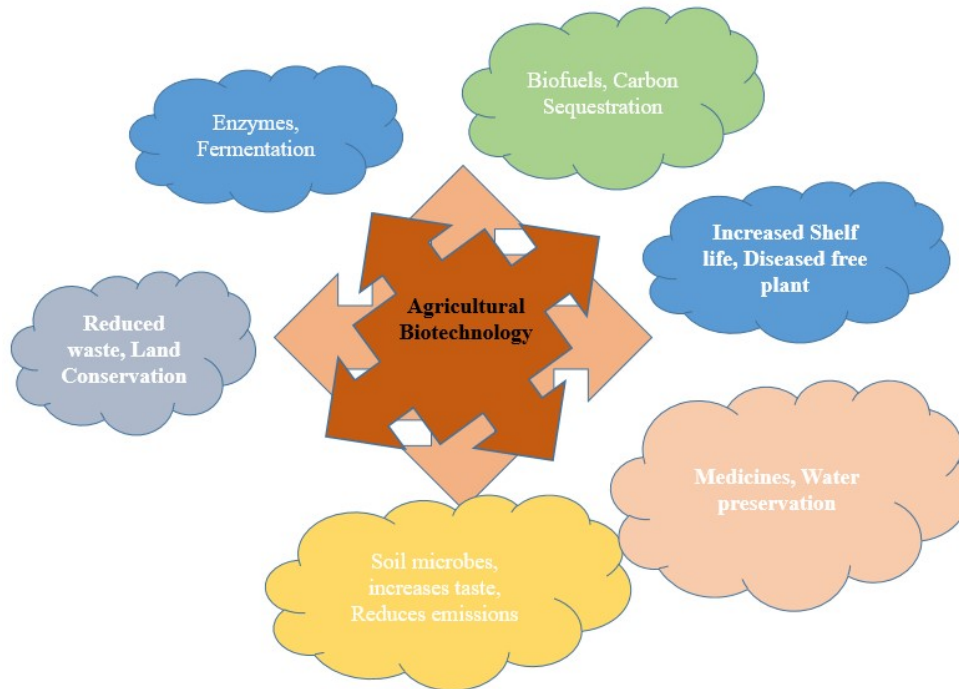 Biofuels, Carbon
Sequestration
Enzymes,
Fermentation
Increased Shelf
life, Diseased free
plant
Agricultural
Biotechnology
Reduced
waste, Land
Conservation
Medicines, Water
preservation
Soil microbes,
increases taste,
Reduces emissions